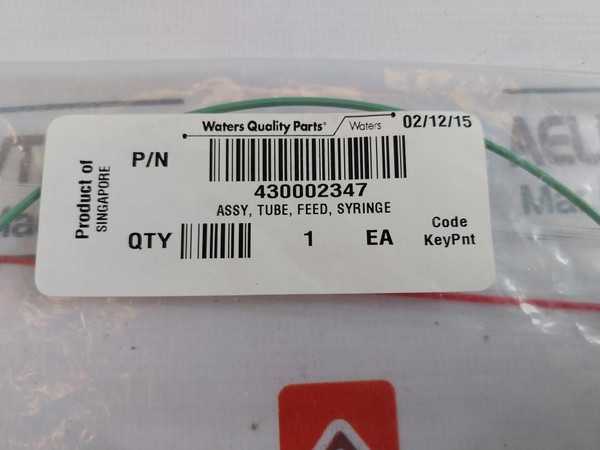 Waters Quality Parts® Waters 02/12/15
P/N
430002347
ASSY, TUBE, FEED, SYRINGE
Product of
SINGAPORE
QTY 1 EA
Code
KeyPnt